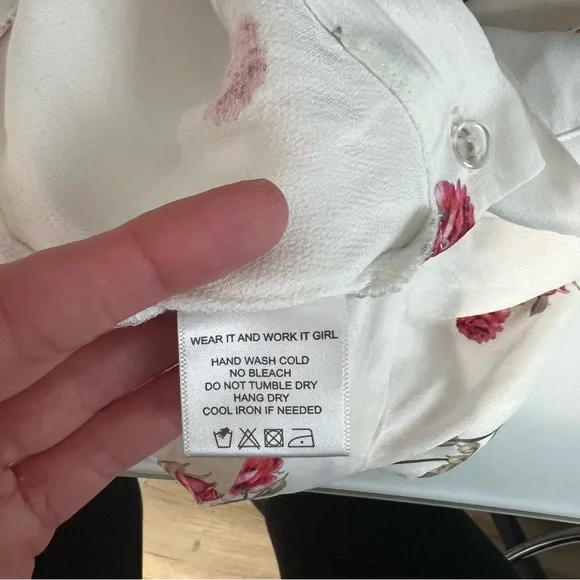 WEAR IT AND WORK IT GIRL
HAND WASH COLD
NO BLEACH
DO NOT TUMBLE DRY
HANG DRY
COOL IRON IF NEEDED